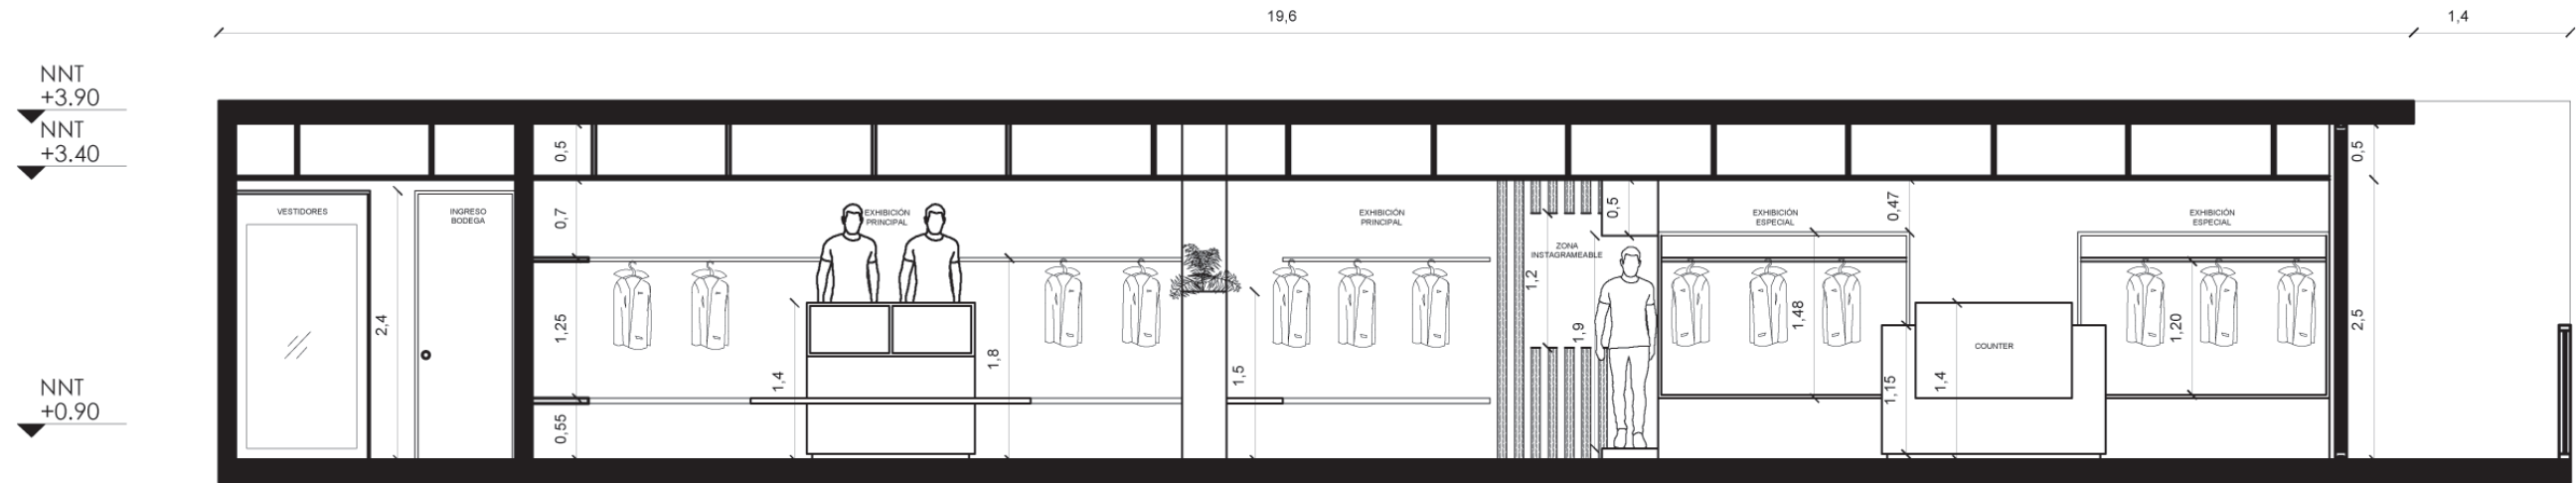 19,6
1,4
NNT
+3.90
NNT
+3.40
NNT
+0.90
VESTIDORES
2,4
INGRESO
BODEGA
0,5
0,7
1,25
0,55
EXHIBICIÓN
PRINCIPAL
1,4
1,8
1,5
EXHIBICIÓN
PRINCIPAL
ZONA
INSTAGRAMEABLE
1,2
0,5
1,9
EXHIBICIÓN
ESPECIAL
0,47
1,48
1,15
1,4
COUNTER
EXHIBICIÓN
ESPECIAL
1,20
0,5
2,5